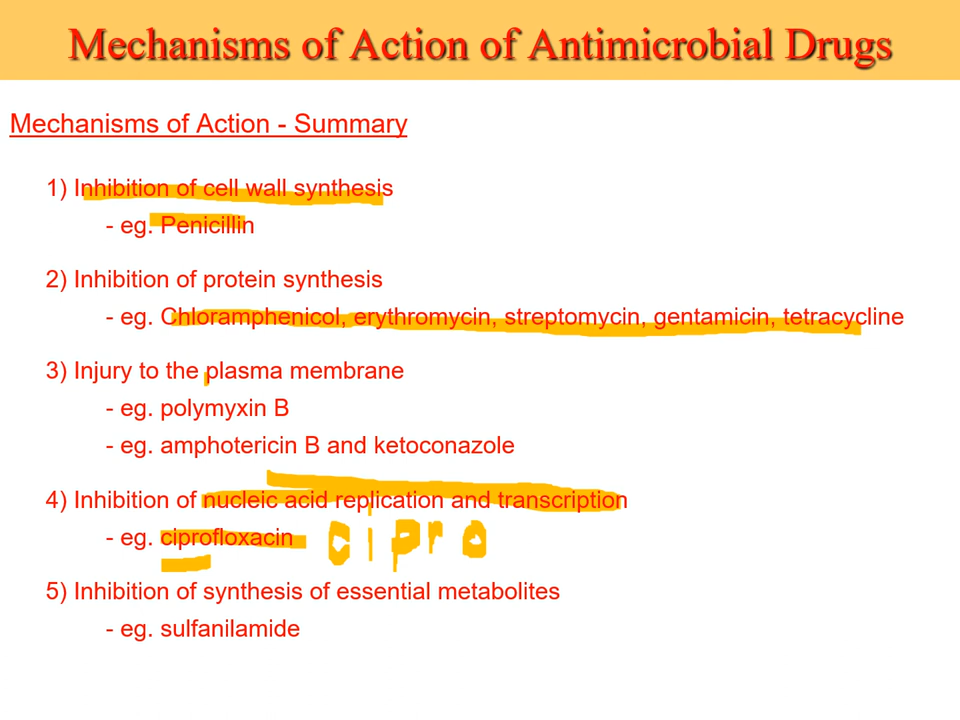 Mechanisms of Action of Antimicrobial Drugs
Mechanisms of Action - Summary
1) Inhibition of cell wall synthesis
- eg. Penicillin
2) Inhibition of protein synthesis
- eg. Chloramphenicol, erythromycin, streptomycin, gentamicin, tetracycline
3) Injury to the plasma membrane
- eg. polymyxin B
- eg. amphotericin B and ketoconazole
4) Inhibition of nucleic acid replication and transcription
- eg. ciprofloxacin cipro
5) Inhibition of synthesis of essential metabolites
- eg. sulfanilamide